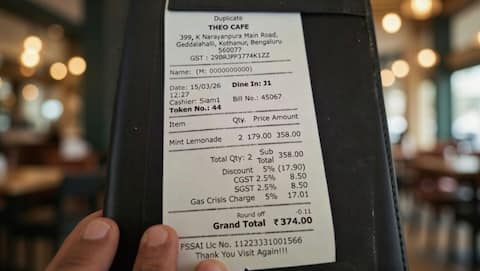 Duplicate
THEO CAFE
399, K Narayanpura Main Road,
Geddalahalli, Kothanur, Bengaluru
560077
GST : 29BRJPP3774K1ZZ
Name: (M: 0000000000)
Date: 15/03/26 Dine In: J1
12:27
Cashier: Siam1 Bill No.: 45067
Token No.: 44
Item Qty. Price Amount
Mint Lemonade 2 179.00 358.00
Total Qty: 2 Sub Total 358.00
Discount 5% (17.90)
CGST 2.5% 8.50
SGST 2.5% 8.50
Gas Crisis Charge 5% 17.01
Round off -0.11
Grand Total ₹374.00
FSSAI Lic No. 11223331001566
Thank You Visit Again!!!